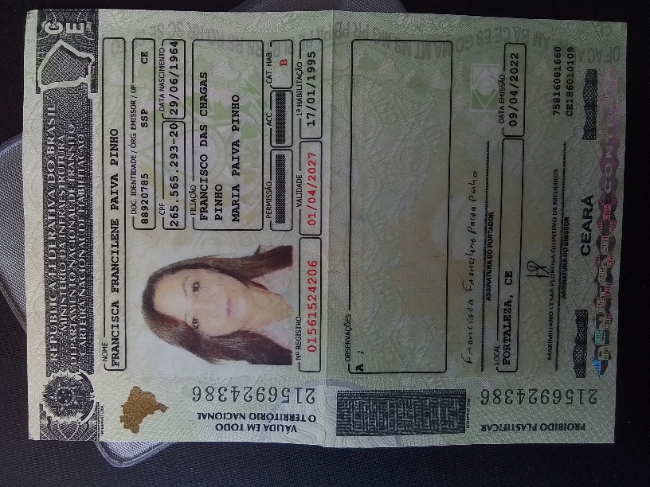 CE
REPÚBLICA FEDERATIVA DO BRASIL
MINISTÉRIO DA INFRAESTRUTURA
DEPARTAMENTO NACIONAL DE TRÂNSITO
CARTEIRA NACIONAL DE HABILITAÇÃO
NOME
FRANCISCA FRANCILENE PAIVA PINHO
DOC. IDENTIDADE / ÓRG. EMISSOR / UF
88920785 SSP CE
CPF
265.565.293-20
DATA NASCIMENTO
29/06/1964
FILIAÇÃO
FRANCISCO DAS CHAGAS
PINHO
MARIA PAIVA PINHO
PERMISSÃO
ACC
CAT. HAB.
B
Nº REGISTRO
01561524206
VALIDADE
01/04/2027
1ª HABILITAÇÃO
17/01/1995
VÁLIDA EM TODO
O TERRITÓRIO NACIONAL
2156924386
OBSERVAÇÕES
A ;
Francisca Francilene Paiva Pinho
ASSINATURA DO PORTADOR
LOCAL
FORTALEZA, CE
DATA EMISSÃO
09/04/2022
ASSINATURA DO EMISSOR
75816081660
CE186010109
CEARÁ
PROIBIDO PLASTIFICAR
2156924386